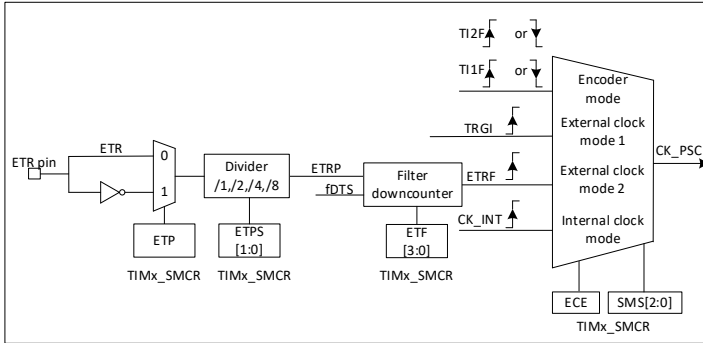 TI2F or
TI1F or
Encoder
mode
TRGI
External clock
mode 1
CK_PSC
ETR pin
ETR
0
1
Divider
/1,/2,/4,/8
ETRP
fDTS
Filter
downcounter
ETRF
External clock
mode 2
CK_INT
Internal clock
mode
ETP
TIMx_SMCR
ETPS
[1:0]
TIMx_SMCR
ETF
[3:0]
TIMx_SMCR
ECE
SMS[2:0]
TIMx_SMCR